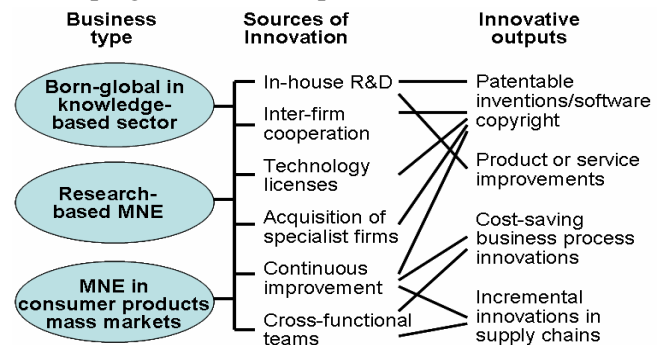 Business
type
Born-global in
knowledge-
based sector
Research-
based MNE
MNE in
consumer products
mass markets
Sources of
Innovation
In-house R&D
Inter-firm
cooperation
Technology
licenses
Acquisition of
specialist firms
Continuous
improvement
Cross-functional
teams
Innovative
outputs
Patentable
inventions/software
copyright
Product or service
improvements
Cost-saving
business process
innovations
Incremental
innovations in
supply chains